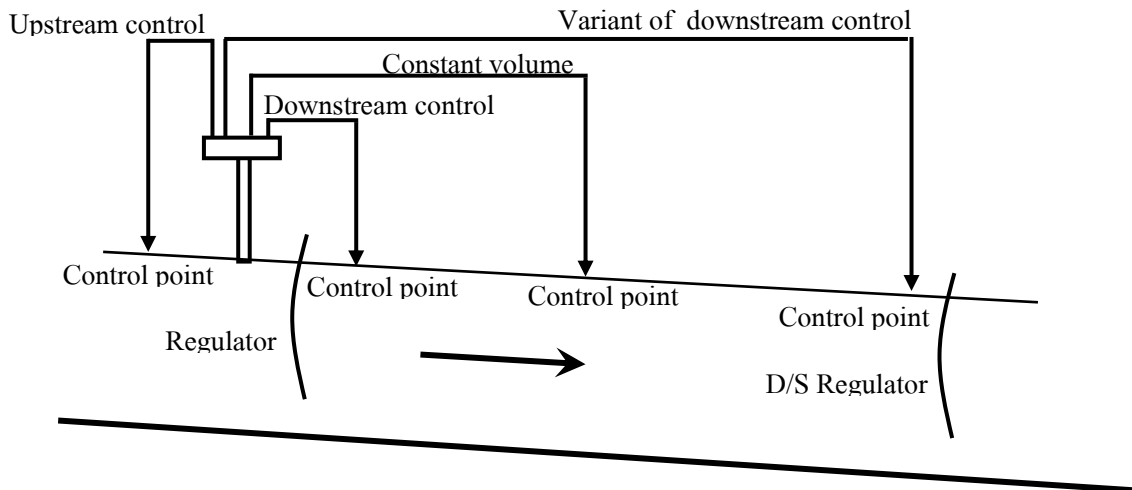 Upstream control
Variant of downstream control
Constant volume
Downstream control
Control point
Control point
Control point
Control point
Regulator
D/S Regulator